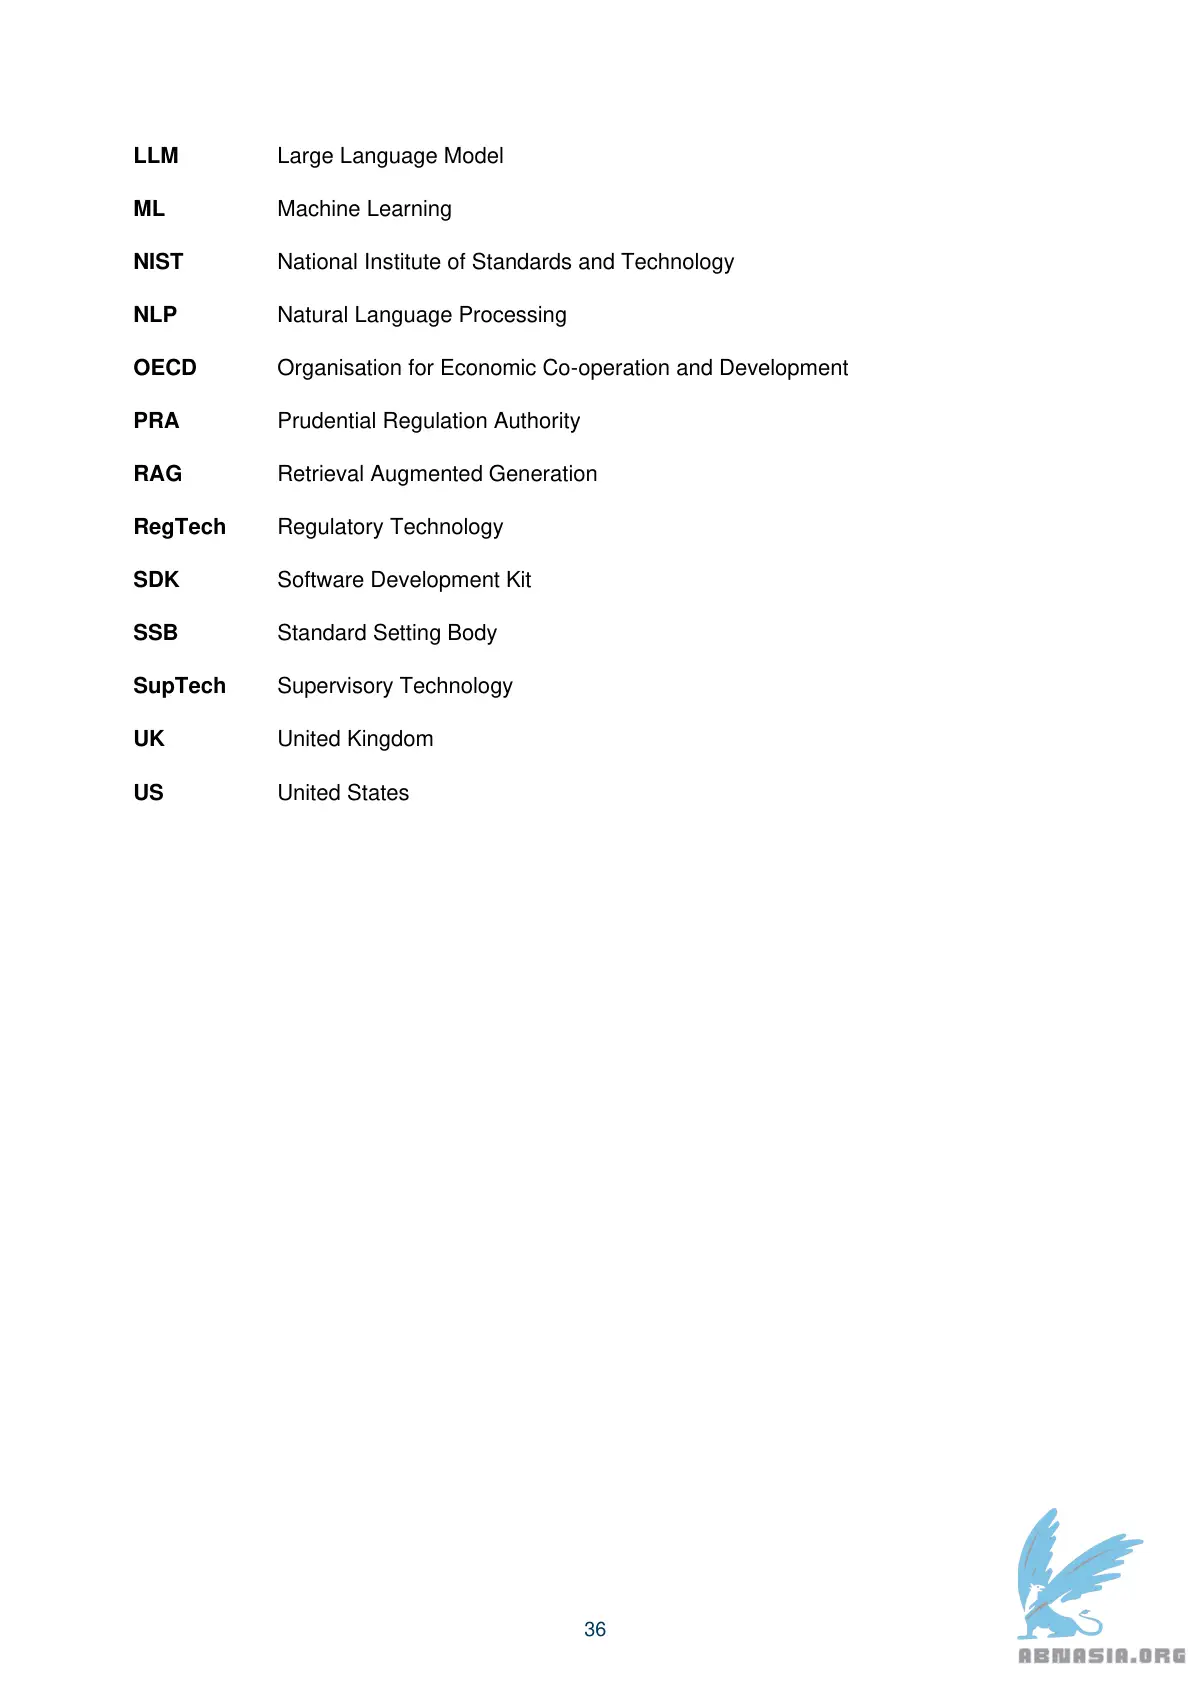 LLM Large Language Model
ML Machine Learning
NIST National Institute of Standards and Technology
NLP Natural Language Processing
OECD Organisation for Economic Co-operation and Development
PRA Prudential Regulation Authority
RAG Retrieval Augmented Generation
RegTech Regulatory Technology
SDK Software Development Kit
SSB Standard Setting Body
SupTech Supervisory Technology
UK United Kingdom
US United States
36
ABNASIA.ORG